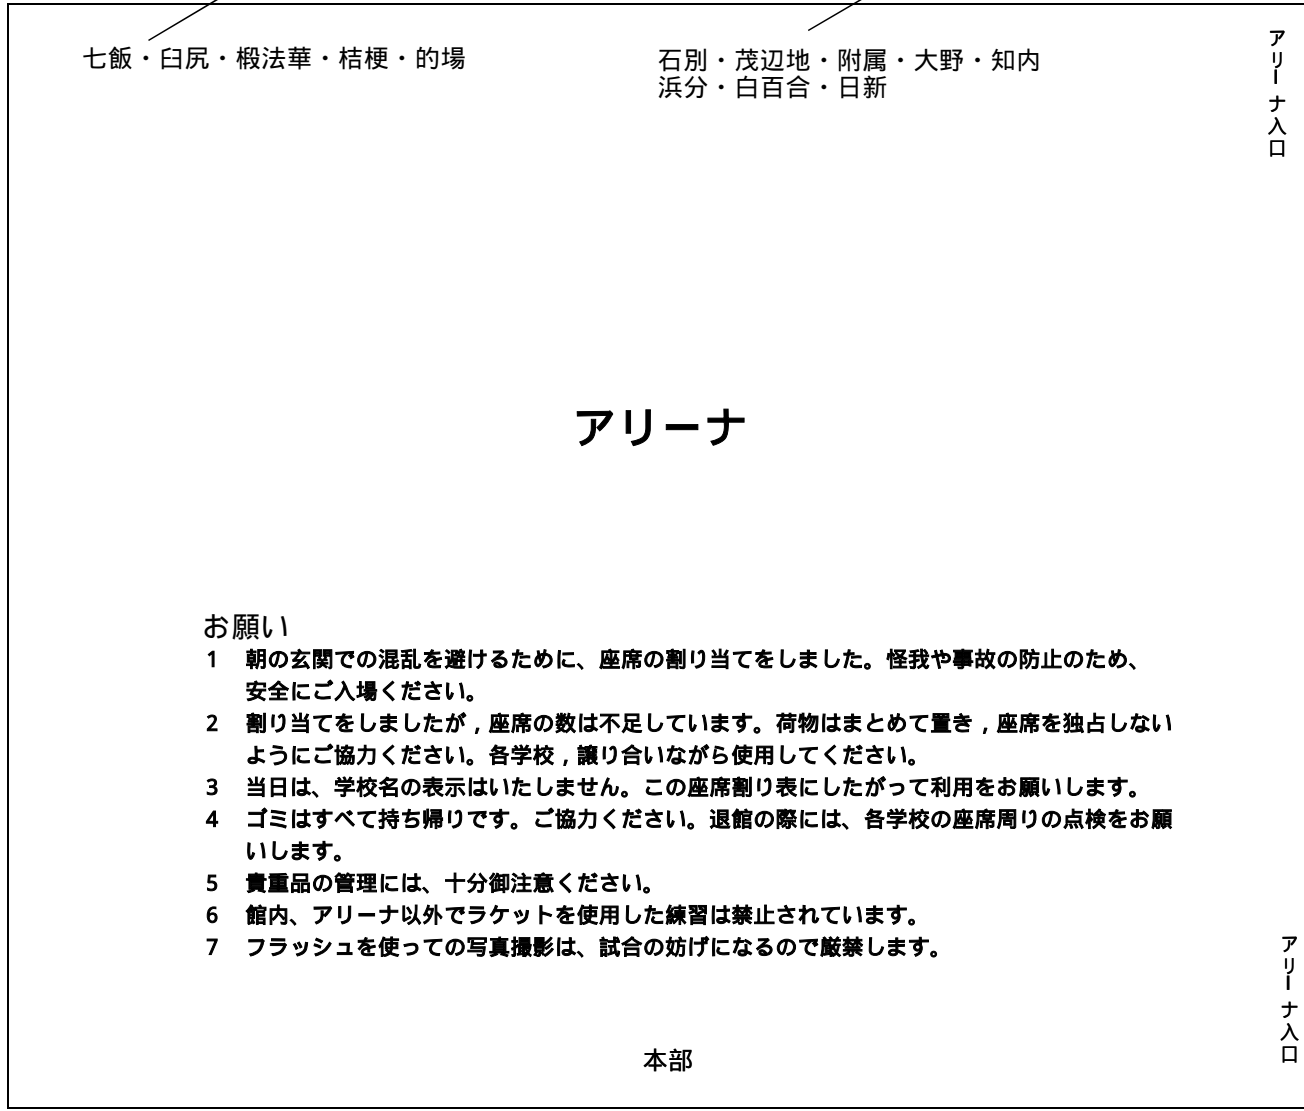 七飯・臼尻・椴法華・桔梗・的場
石別・茂辺地・附属・大野・知内
浜分・白百合・日新
アリーナ入口
アリーナ
お願い
1 朝の玄関での混乱を避けるために、座席の割り当てをしました。怪我や事故の防止のため、
安全にご入場ください。
2 割り当てをしましたが，座席の数は不足しています。荷物はまとめて置き，座席を独占しない
ようにご協力ください。各学校，譲り合いながら使用してください。
3 当日は、学校名の表示はいたしません。この座席割り表にしたがって利用をお願いします。
4 ゴミはすべて持ち帰りです。ご協力ください。退館の際には、各学校の座席周りの点検をお願
いします。
5 貴重品の管理には、十分御注意ください。
6 館内、アリーナ以外でラケットを使用した練習は禁止されています。
7 フラッシュを使っての写真撮影は、試合の妨げになるので厳禁します。
アリーナ入口
本部